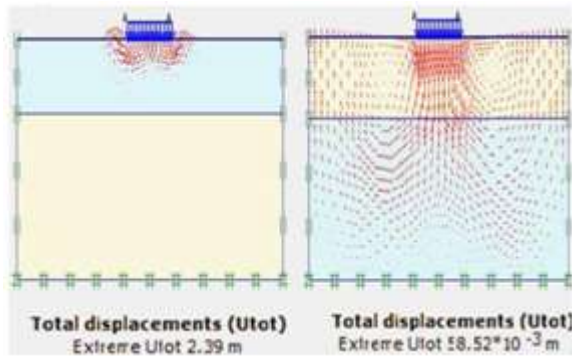 Total displacements (Utot)
Extreme Utot 2.39 m
Total displacements (Utot)
Extreme Utot 58.52*10 -3 m